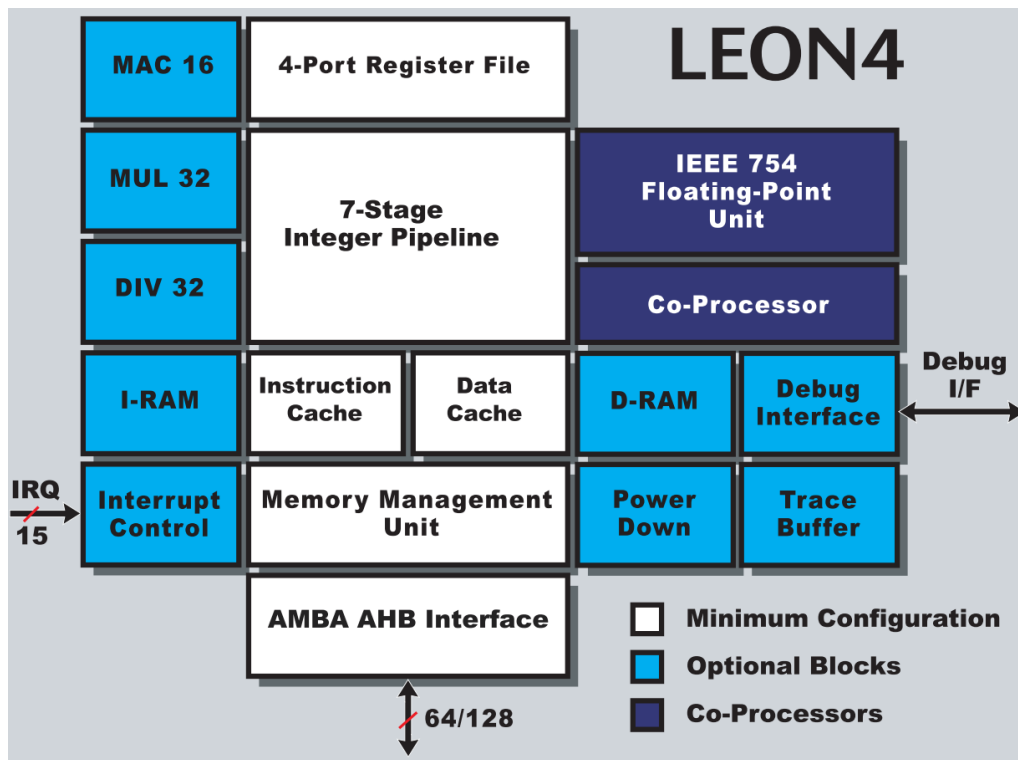 LEON4
MAC 16
4-Port Register File
MUL 32
7-Stage
Integer Pipeline
IEEE 754
Floating-Point
Unit
DIV 32
Co-Processor
I-RAM
Instruction
Cache
Data
Cache
D-RAM
Debug
Interface
Debug
I/F
IRQ
15
Interrupt
Control
Memory Management
Unit
Power
Down
Trace
Buffer
AMBA AHB Interface
64/128
Minimum Configuration
Optional Blocks
Co-Processors